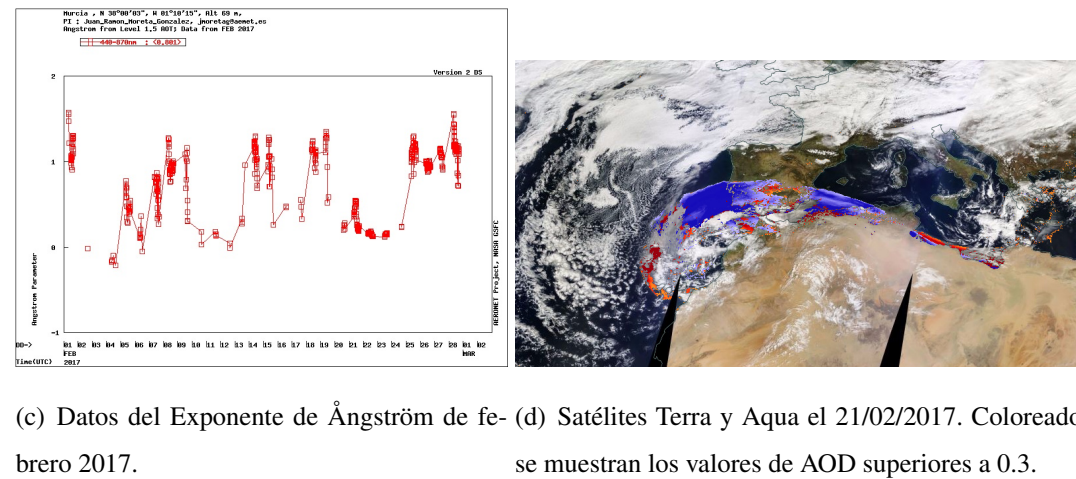 Murcia , N 38°00'03", W 01°10'15", Alt 69 m,
PI : Juan_Ramon_Moreta_Gonzalez, jmoretag@aemet.es
Angstrom from Level 1.5 AOT; Data from FEB 2017
440-870nm : <0.801>
Version 2 DS
2
1
0
-1
Angstrom Parameter
AERONET Project, NASA GSFC
DD=> 01 02 03 04 05 06 07 08 09 10 11 12 13 14 15 16 17 18 19 20 21 22 23 24 25 26 27 28 01 02
FEB MAR
Time(UTC) 2017
(c) Datos del Exponente de Ångström de fe-
brero 2017.
(d) Satélites Terra y Aqua el 21/02/2017. Coloreado
se muestran los valores de AOD superiores a 0.3.